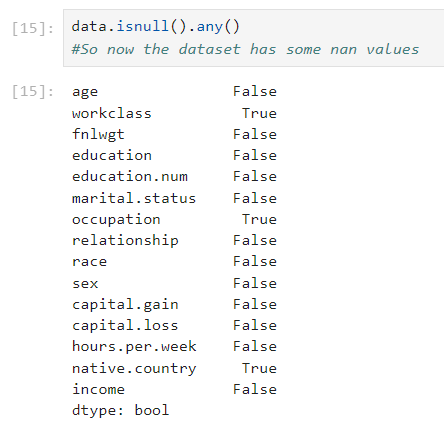 [15]: data.isnull().any()
#So now the dataset has some nan values
[15]: age False
workclass True
fnlwgt False
education False
education.num False
marital.status False
occupation True
relationship False
race False
sex False
capital.gain False
capital.loss False
hours.per.week False
native.country True
income False
dtype: bool